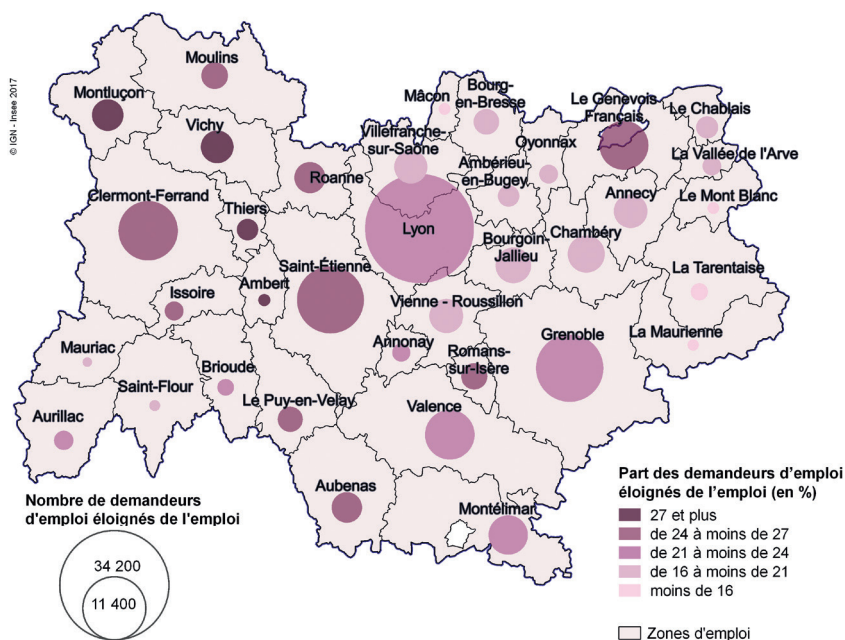 © IGN - Insee 2017
Moulins
Montluçon
Vichy
Mâcon
Bourg-
en-Bresse
Le Genevois
Français
Le Chablais
Villefranche-
sur-Saône
Oyonnax
La Vallée de l'Arve
Ambérieu-
en-Bugey
Roanne
Clermont-Ferrand
Thiers
Annecy
Le Mont Blanc
Lyon
Chambéry
Bourgoin-
Jallieu
Saint-Étienne
La Tarentaise
Ambert
Issoire
Vienne - Roussillon
La Maurienne
Grenoble
Annonay
Romans-
sur-Isère
Mauriac
Brioude
Saint-Flour
Le Puy-en-Velay
Aurillac
Valence
Aubenas
Montélimar
Nombre de demandeurs
d'emploi éloignés de l'emploi
34 200
11 400
Part des demandeurs d'emploi
éloignés de l'emploi (en %)
27 et plus
de 24 à moins de 27
de 21 à moins de 24
de 16 à moins de 21
moins de 16
Zones d'emploi